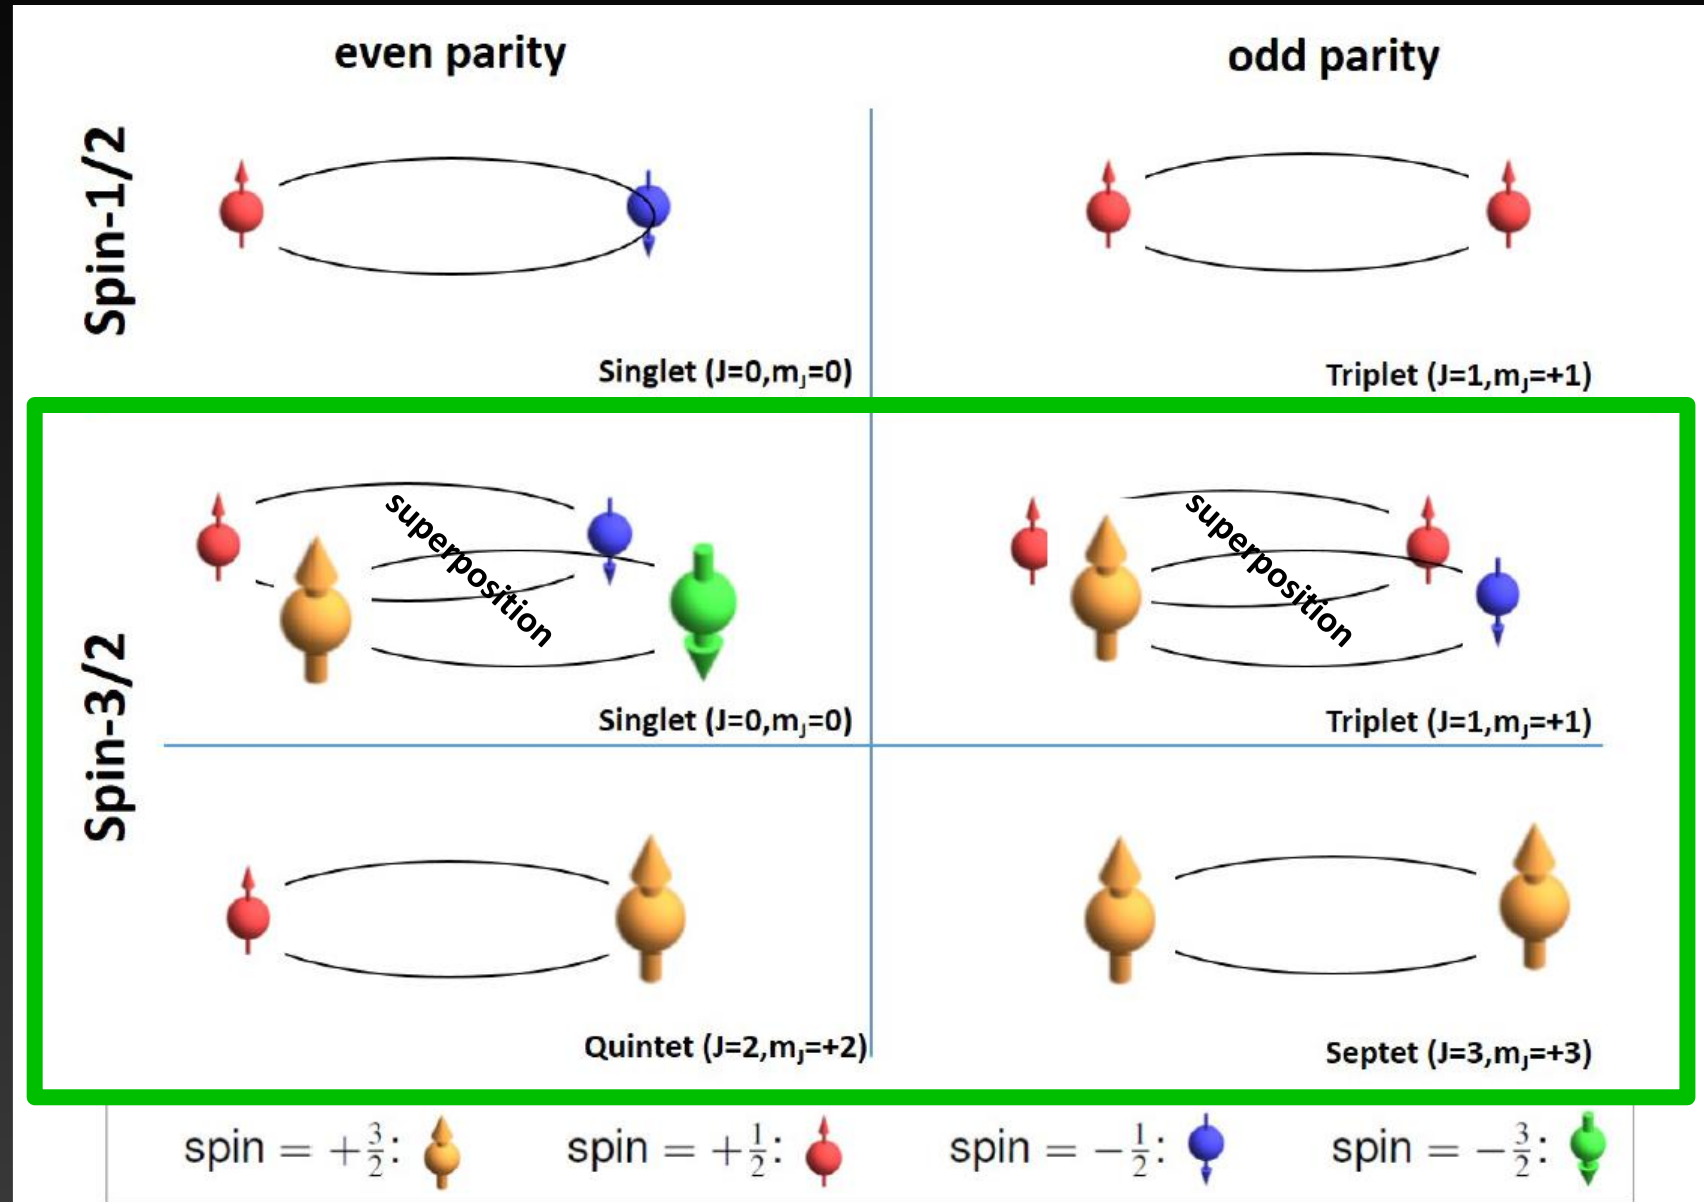 even parity
odd parity
Spin-1/2
Singlet (J=0,mJ=0)
Triplet (J=1,mJ=+1)
Spin-3/2
superposition
superposition
Singlet (J=0,mJ=0)
Triplet (J=1,mJ=+1)
Quintet (J=2,mJ=+2)
Septet (J=3,mJ=+3)
spin = +3/2:
spin = +1/2:
spin = −1/2:
spin = −3/2: